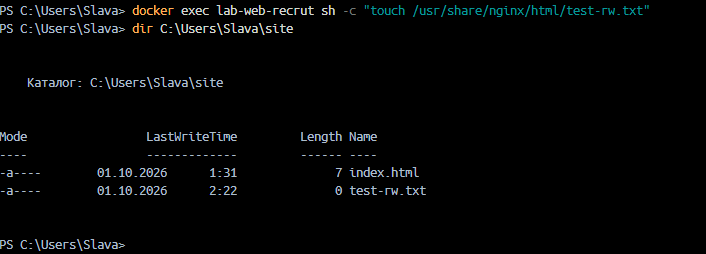 PS C:\Users\Slava> docker exec lab-web-recrut sh -c "touch /usr/share/nginx/html/test-rw.txt"
PS C:\Users\Slava> dir C:\Users\Slava\site
Каталог: C:\Users\Slava\site
Mode LastWriteTime Length Name
---- ------------- ------ ----
-a---- 01.10.2026 1:31 7 index.html
-a---- 01.10.2026 2:22 0 test-rw.txt
PS C:\Users\Slava>